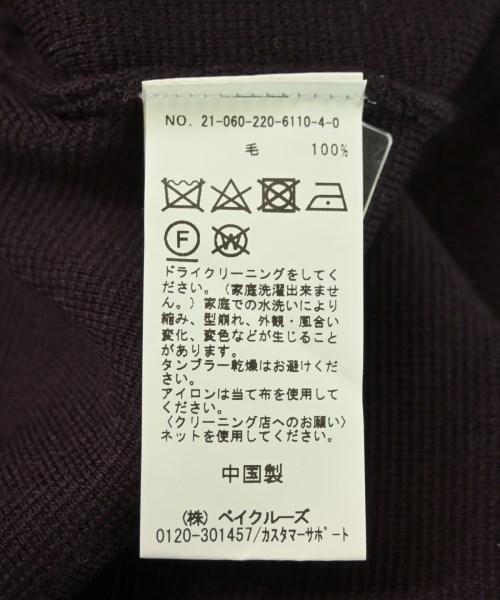 NO. 21-060-220-6110-4-0
毛 100%
F W
ドライクリーニングをしてく
ださい。（家庭洗濯出来ませ
ん。）家庭での水洗いにより
縮み、型崩れ、外観・風合い
変化、変色などが生じること
があります。
タンブラー乾燥はお避けくだ
さい。
アイロンは当て布を使用して
ください。
〈クリーニング店へのお願い〉
ネットを使用してください。
中国製
（株）ベイクルーズ
0120-301457/カスタマーサポート